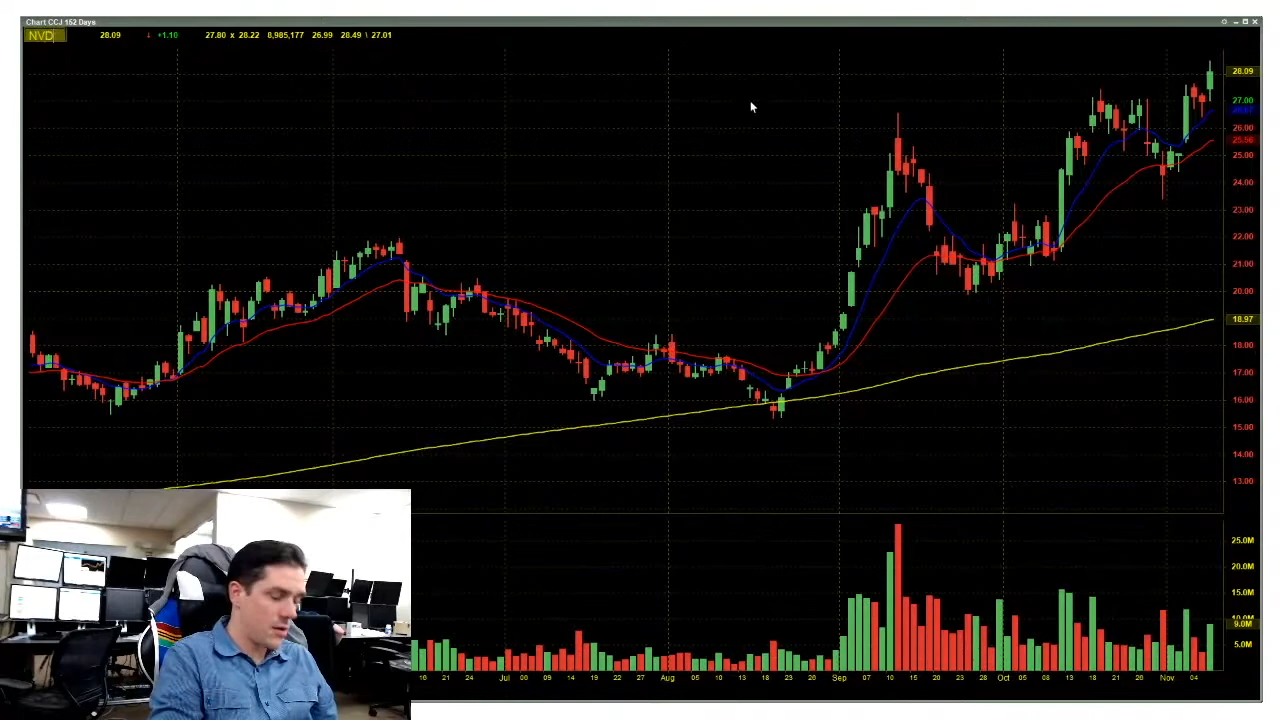 Chart CCJ 152 Days
NVD 28.09 ↓ +1.10 27.80 x 28.22 8,985,177 26.99 28.49 \ 27.01
28.09
27.00
26.00
25.00
24.00
23.00
22.00
21.00
20.00
18.97
18.00
17.00
16.00
15.00
14.00
13.00
25.0M
20.0M
15.0M
9.0M
5.0M
16 21 24 Jul 09 14 19 22 27 Aug 05 10 13 18 23 26 Sep 07 10 15 20 23 28 Oct 05 08 13 18 21 26 Nov 04